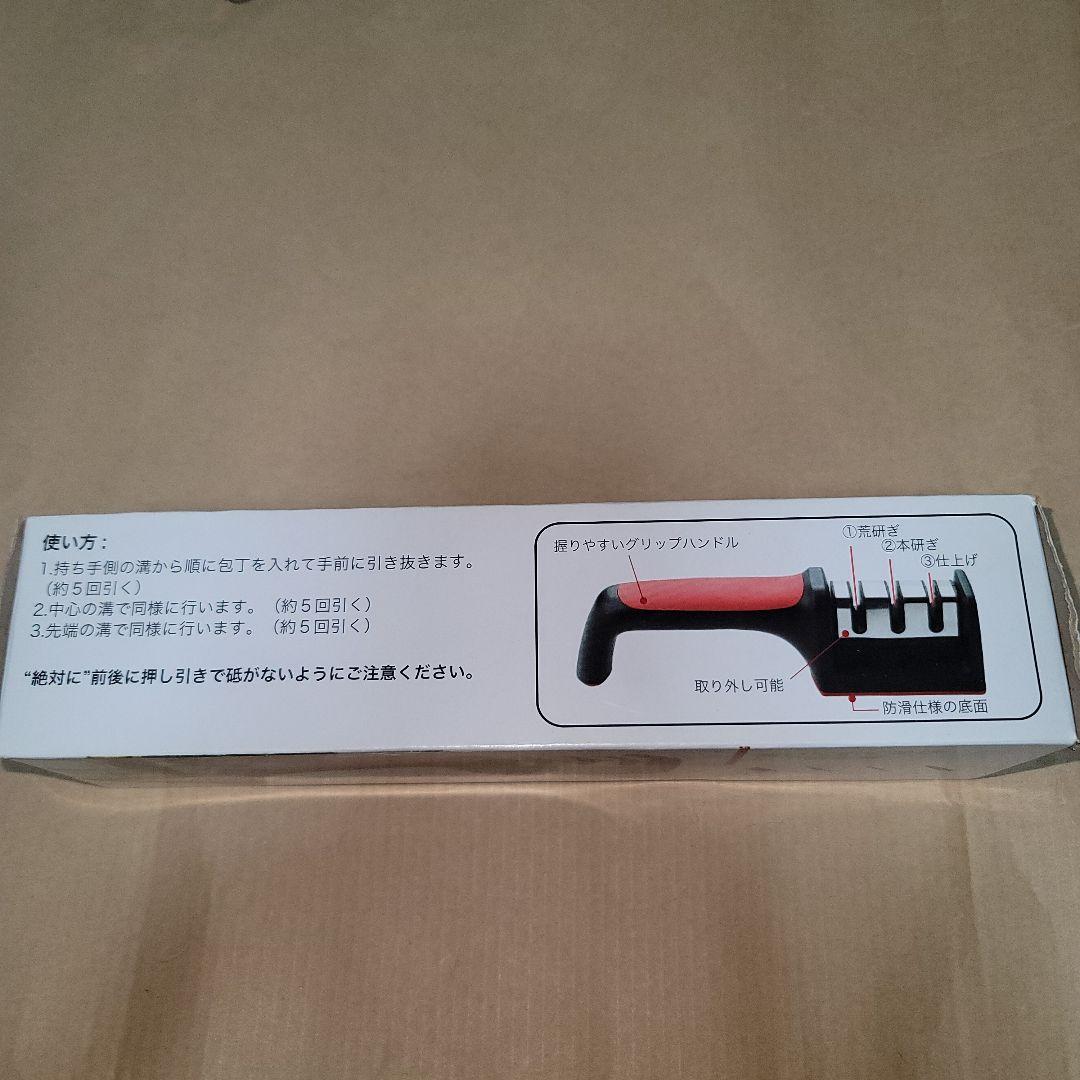 使い方：
1.持ち手側の溝から順に包丁を入れて手前に引き抜きます。
（約５回引く）
2.中心の溝で同様に行います。（約５回引く）
3.先端の溝で同様に行います。（約５回引く）
“絶対に”前後に押し引きで砥がないようにご注意ください。
握りやすいグリップハンドル
①荒研ぎ
②本研ぎ
③仕上げ
取り外し可能
防滑仕様の底面